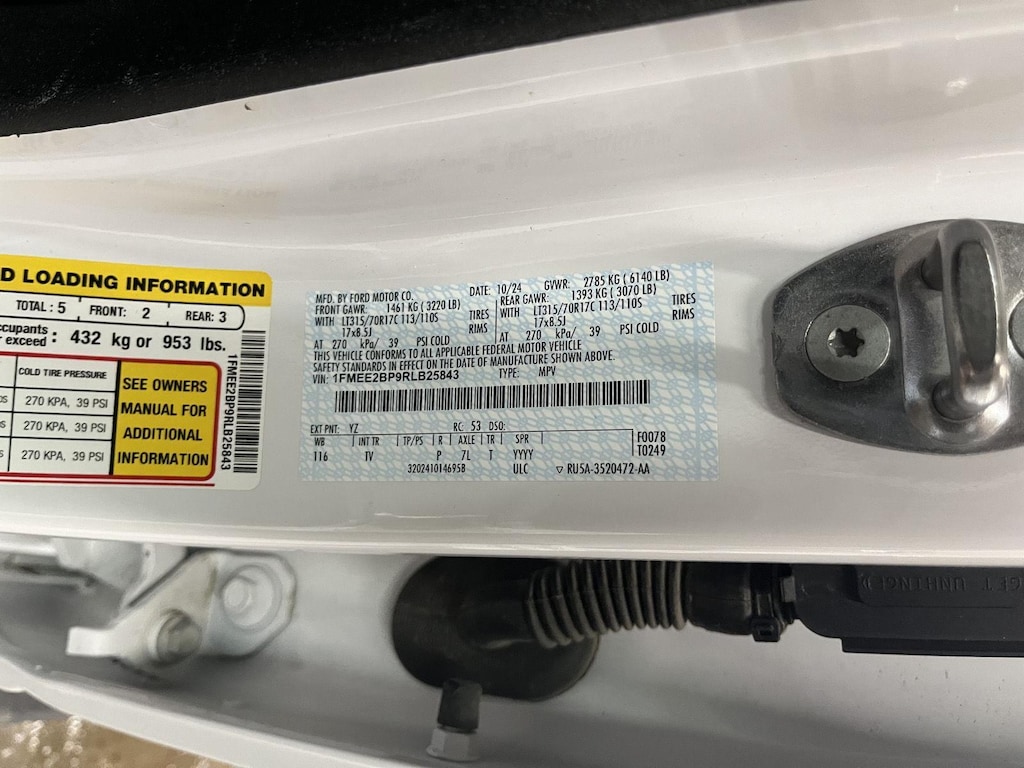 D LOADING INFORMATION
TOTAL : 5 FRONT: 2 REAR: 3
ccupants
r exceed : 432 kg or 953 lbs.
COLD TIRE PRESSURE
270 KPA, 39 PSI
270 KPA, 39 PSI
270 KPA, 39 PSI
SEE OWNERS
MANUAL FOR
ADDITIONAL
INFORMATION
1FMEE2BP9RLB25843
MFD. BY FORD MOTOR CO. DATE: 10/24 GVWR: 2785 KG ( 6140 LB)
FRONT GAWR: 1461 KG ( 3220 LB) REAR GAWR: 1393 KG ( 3070 LB)
WITH LT315/70R17C 113/110S TIRES WITH LT315/70R17C 113/110S TIRES
17x8.5J RIMS 17x8.5J RIMS
AT 270 kPa/ 39 PSI COLD AT 270 kPa/ 39 PSI COLD
THIS VEHICLE CONFORMS TO ALL APPLICABLE FEDERAL MOTOR VEHICLE
SAFETY STANDARDS IN EFFECT ON THE DATE OF MANUFACTURE SHOWN ABOVE.
VIN: 1FMEE2BP9RLB25843 TYPE: MPV
EXT PNT: YZ RC: 53 DSO:
WB INT TR TP/PS R AXLE TR SPR F0078
116 TV P 7L T YYYY T0249
320241014695B ULC ▽ RU5A-3520472-AA